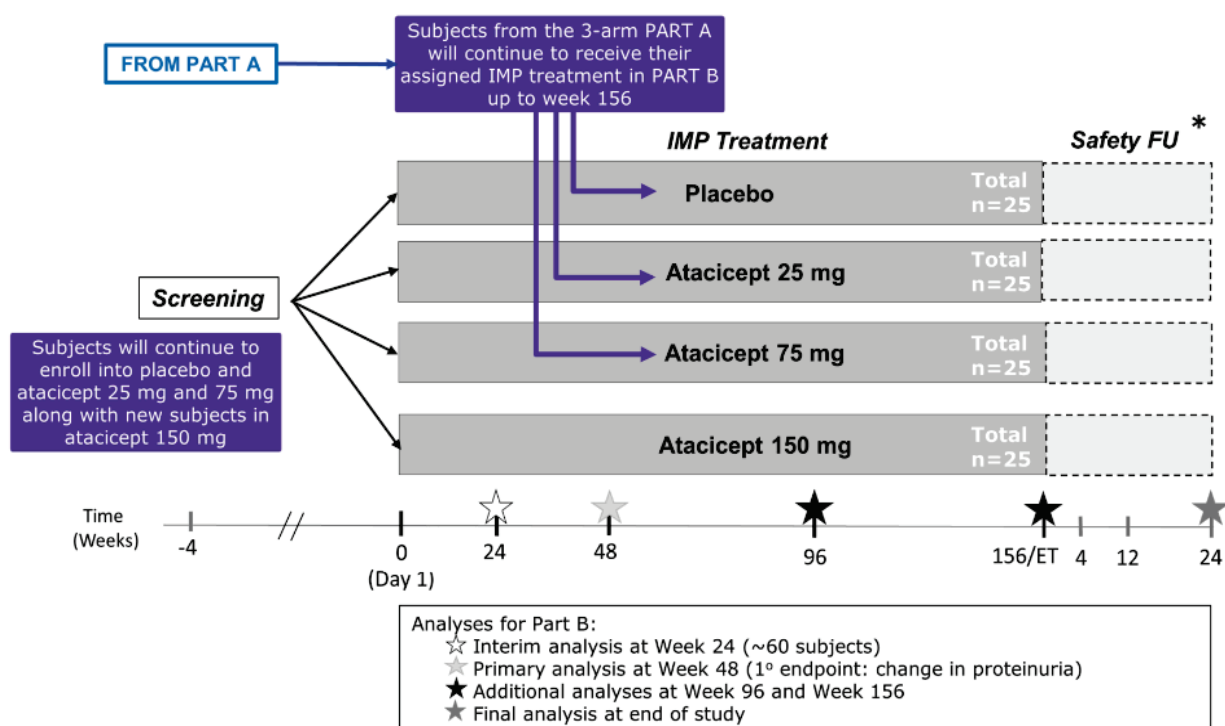 Subjects from the 3-arm PART A
will continue to receive their
assigned IMP treatment in PART B
up to week 156
FROM PART A
IMP Treatment
Safety FU *
Placebo
Total
n=25
Atacicept 25 mg
Total
n=25
Screening
Atacicept 75 mg
Total
n=25
Subjects will continue to
enroll into placebo and
atacicept 25 mg and 75 mg
along with new subjects in
atacicept 150 mg
Atacicept 150 mg
Total
n=25
Time
(Weeks)
-4
//
0
(Day 1)
24
48
96
156/ET
4
12
24
Analyses for Part B:
☆ Interim analysis at Week 24 (~60 subjects)
★ Primary analysis at Week 48 (1º endpoint: change in proteinuria)
★ Additional analyses at Week 96 and Week 156
★ Final analysis at end of study